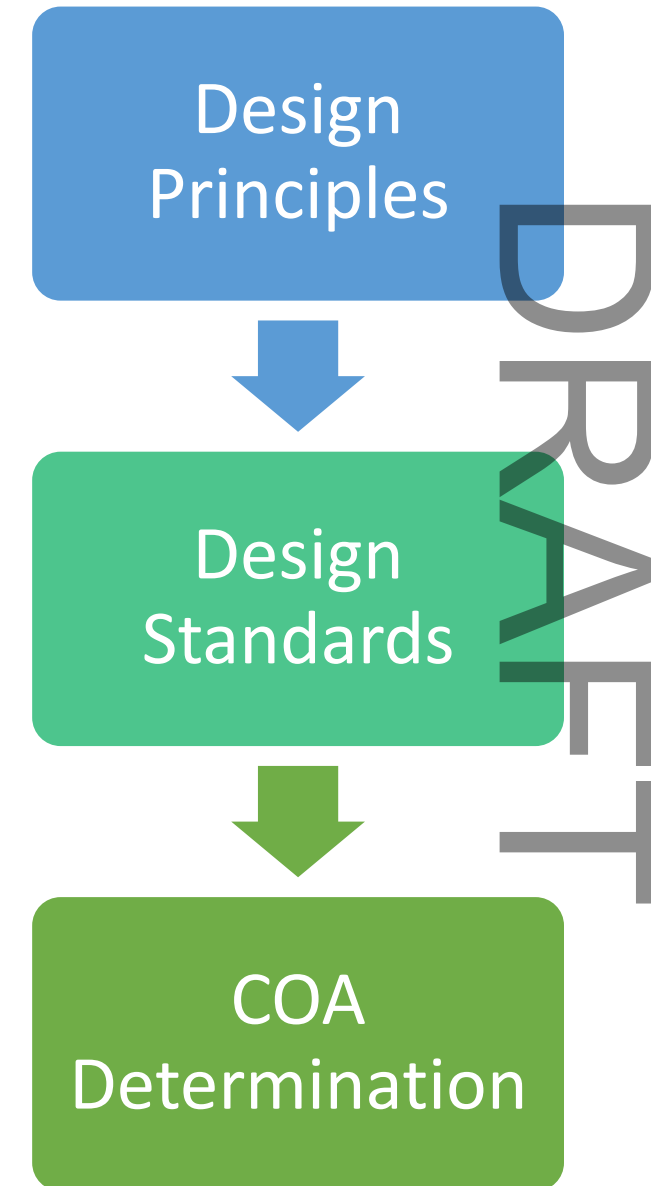 Design
Principles
Design
Standards
COA
Determination
DRAFT